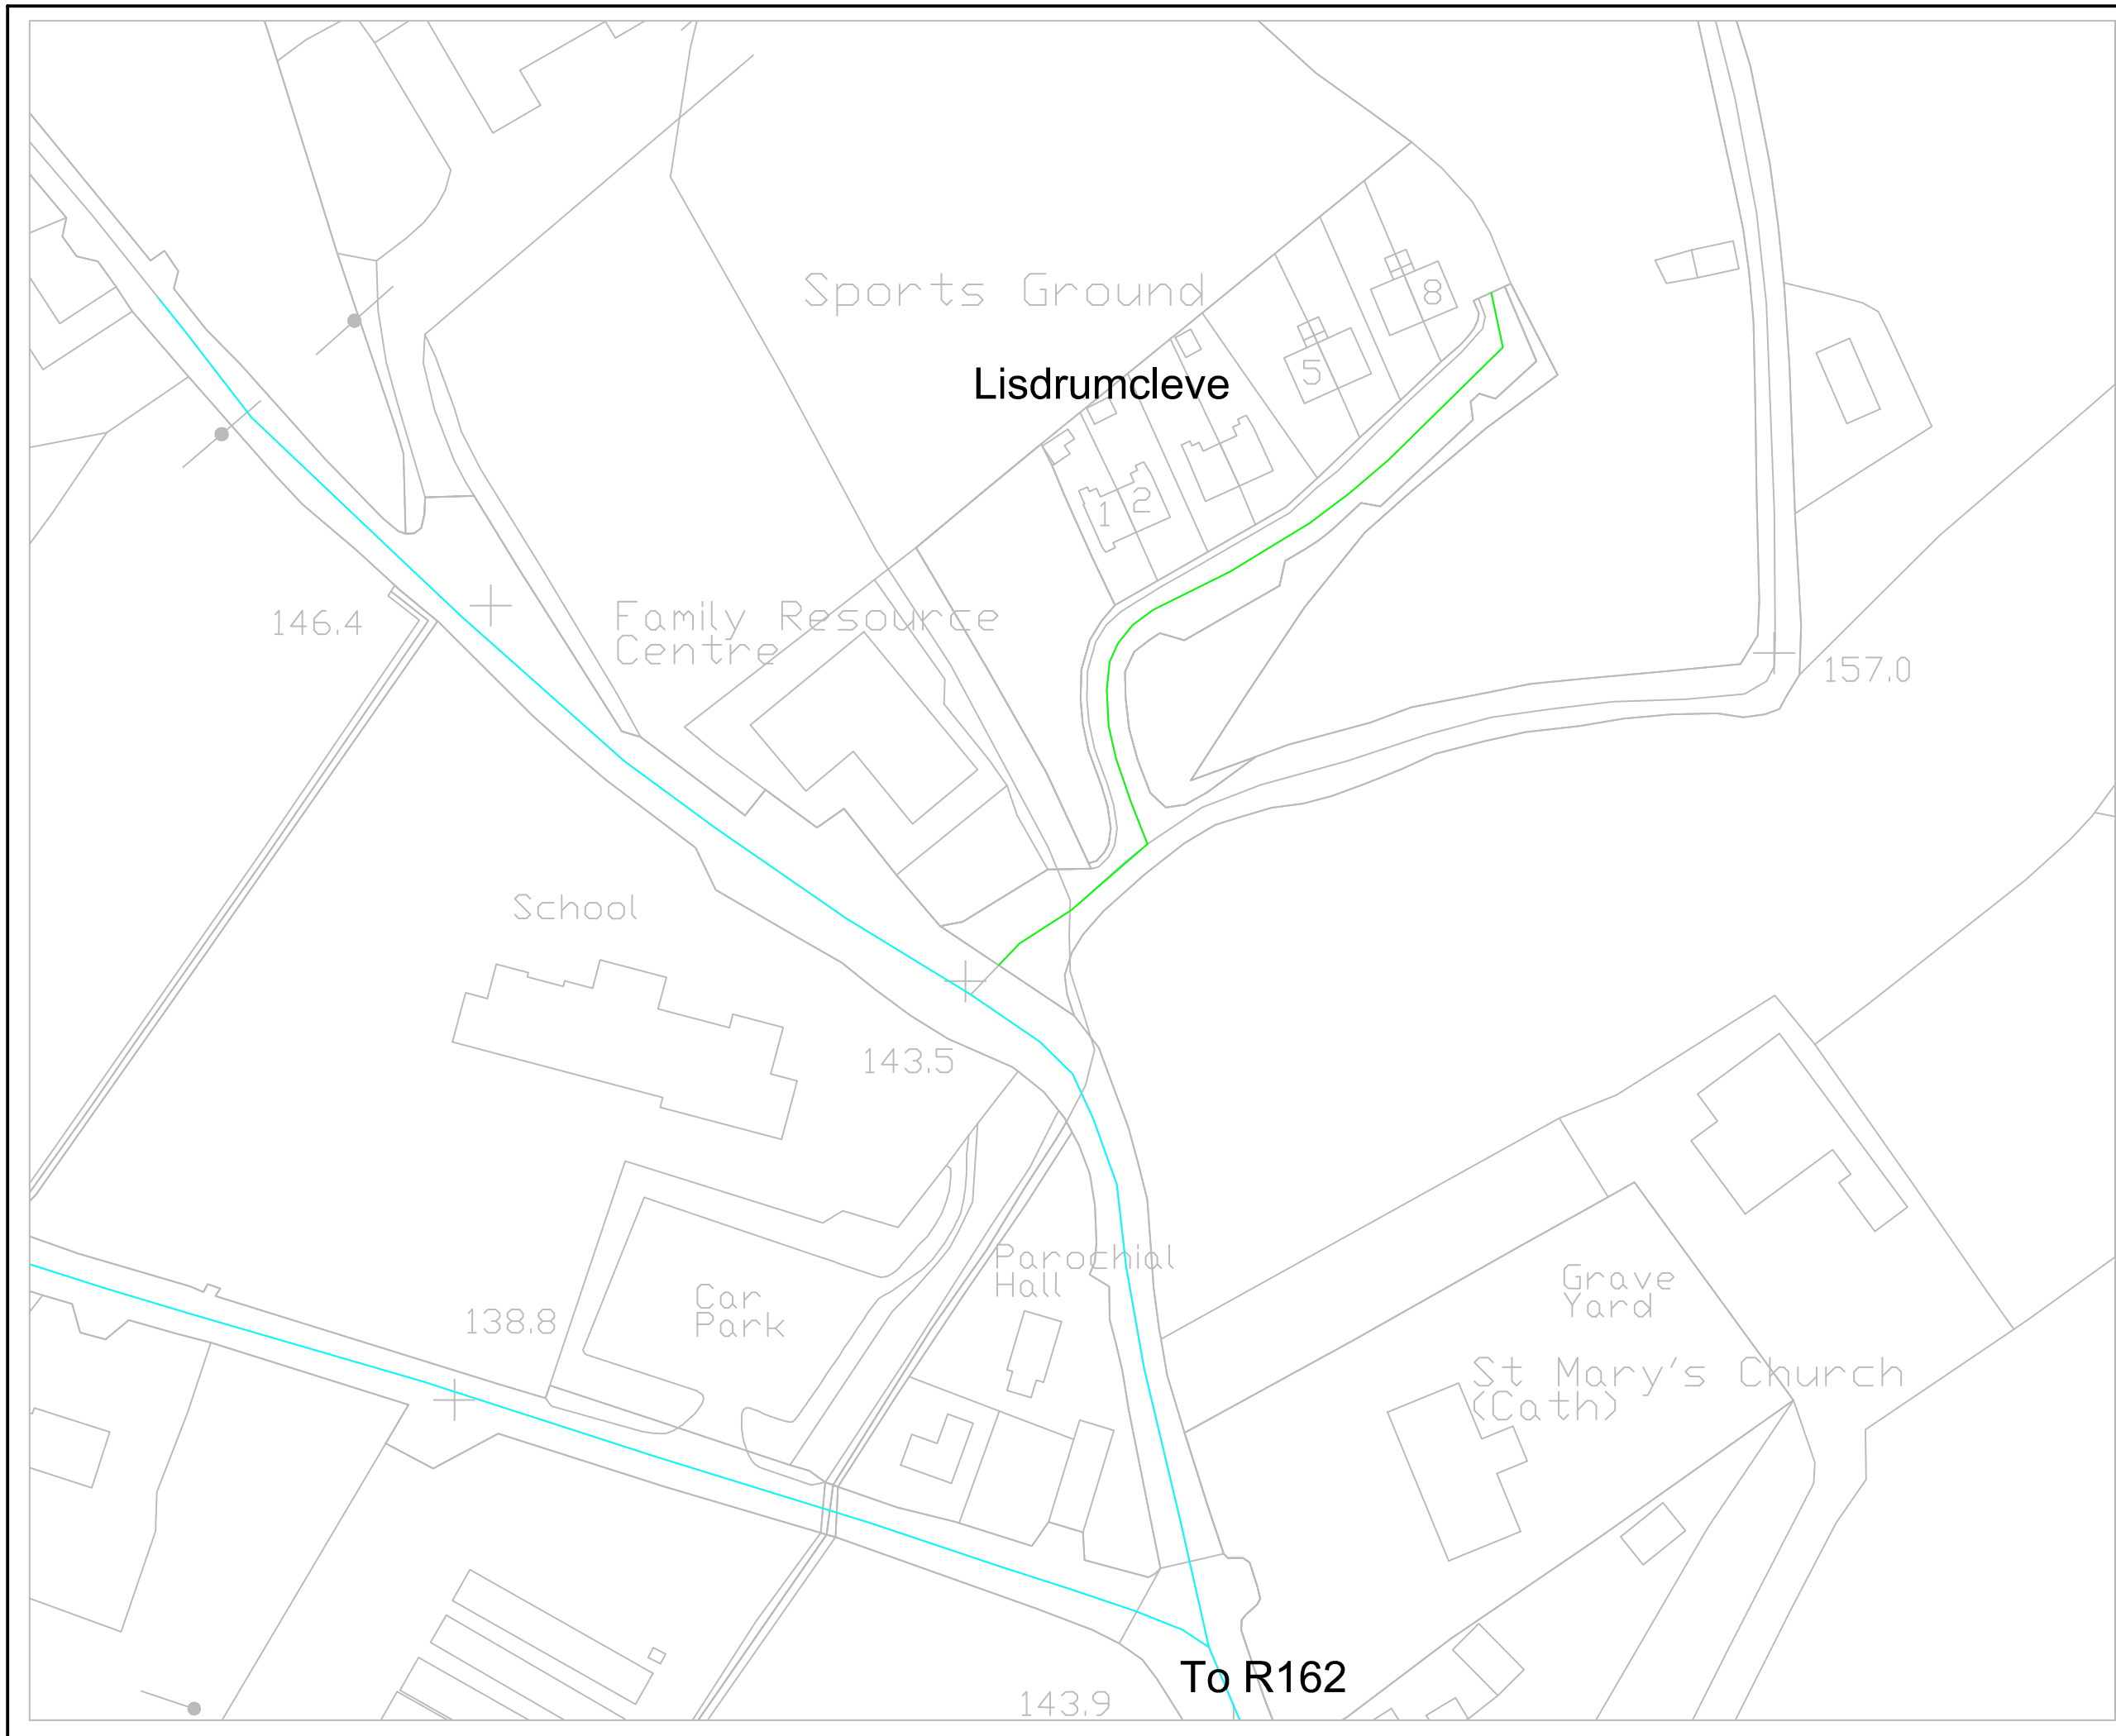 Sports Ground
8
Lisdrumcleve
5
1
2
146.4
Family Resource
Centre
157.0
School
143.5
Parochial
Hall
Grave
Yard
Car
Park
138.8
St Mary's Church
(Cath)
To R162
143.9